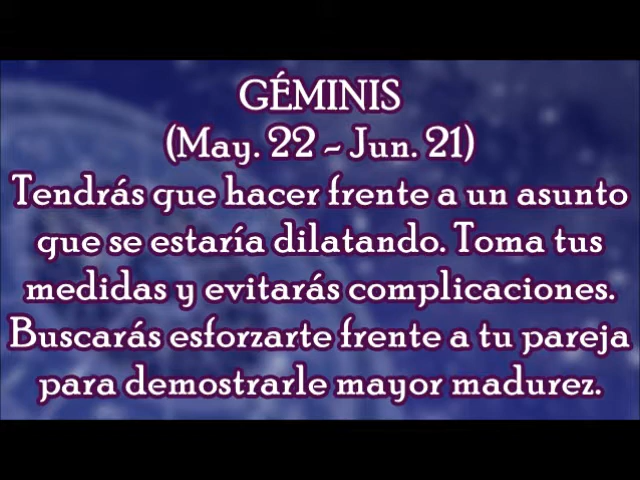 GÉMINIS
(May. 22 - Jun. 21)
Tendrás que hacer frente a un asunto
que se estaría dilatando. Toma tus
medidas y evitarás complicaciones.
Buscarás esforzarte frente a tu pareja
para demostrarle mayor madurez.